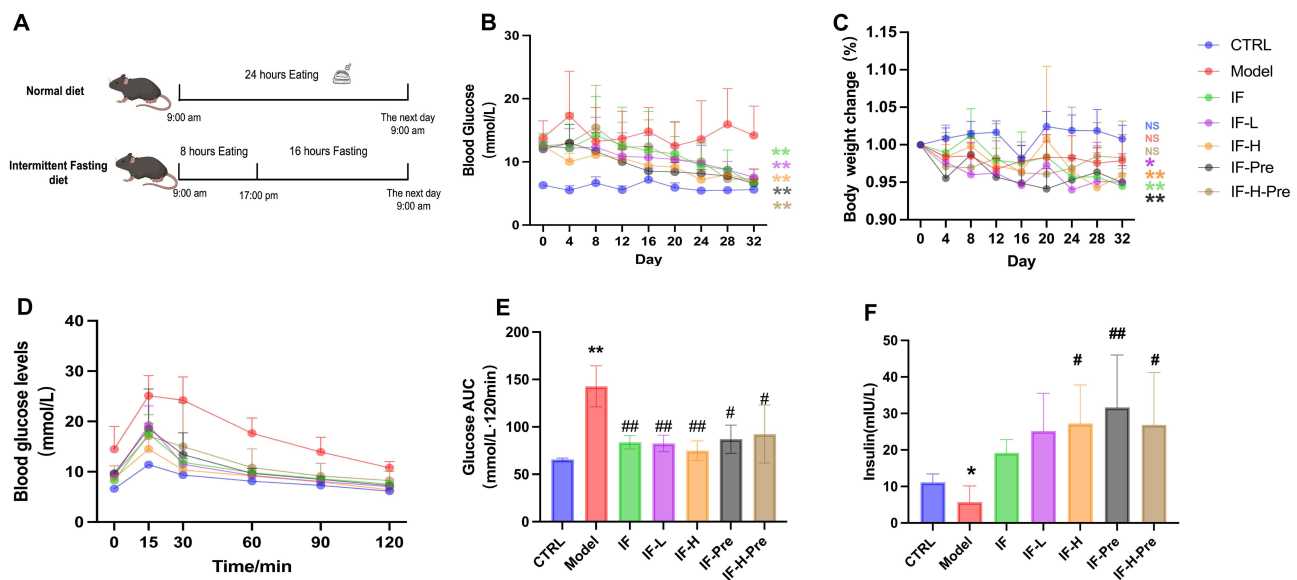 A
Normal diet
24 hours Eating
9:00 am
The next day
9:00 am
Intermittent Fasting
diet
8 hours Eating
16 hours Fasting
9:00 am
17:00 pm
The next day
9:00 am
B
Blood Glucose
(mmol/L)
30
20
10
0
0 4 8 12 16 20 24 28 32
Day
**
**
**
**
**
C
Body weight change (%)
1.15
1.10
1.05
1.00
0.95
0.90
0 4 8 12 16 20 24 28 32
Day
NS
NS
NS
*
**
**
**
CTRL
Model
IF
IF-L
IF-H
IF-Pre
IF-H-Pre
D
Blood glucose levels
(mmol/L)
40
30
20
10
0
0 15 30 60 90 120
Time/min
E
Glucose AUC
(mmol/L·120min)
200
150
100
50
0
**
##
##
##
#
#
CTRL
Model
IF
IF-L
IF-H
IF-Pre
IF-H-Pre
F
Insulin(mIU/L)
50
40
30
20
10
0
*
#
##
#
CTRL
Model
IF
IF-L
IF-H
IF-Pre
IF-H-Pre